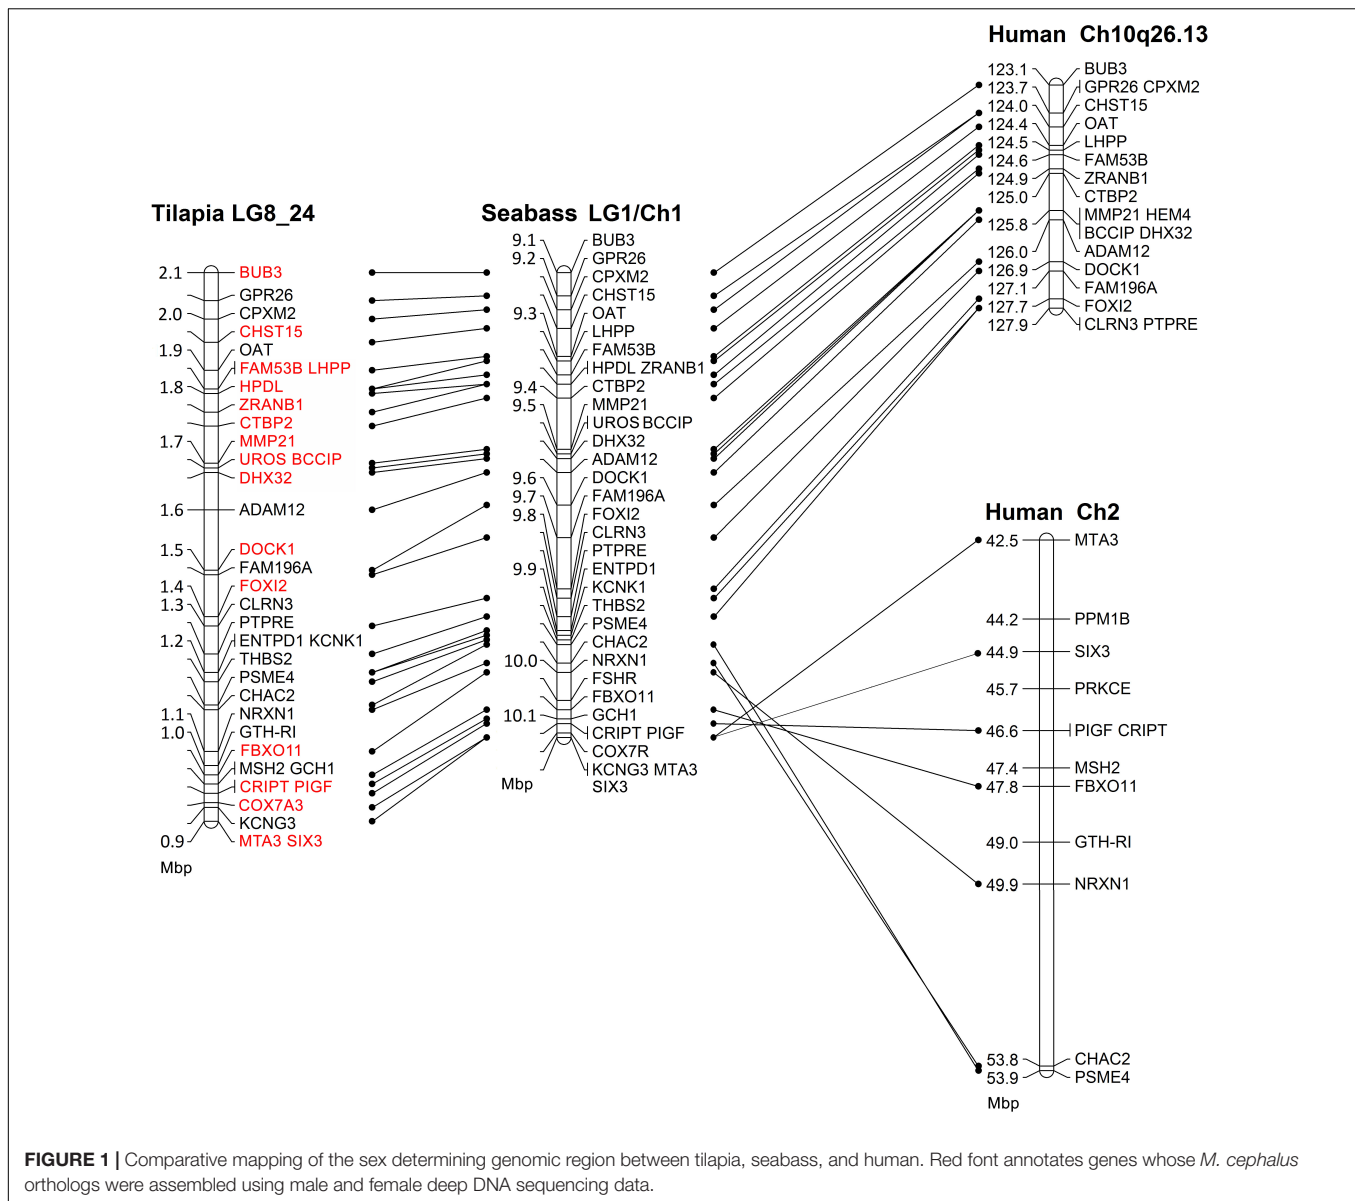 Human Ch10q26.13
123.1 BUB3
123.7 GPR26 CPXM2
124.0 CHST15
124.4 OAT
124.5 LHPP
124.6 FAM53B
124.9 ZRANB1
125.0 CTBP2
MMP21 HEM4
125.8 BCCIP DHX32
126.0 ADAM12
126.9 DOCK1
127.1 FAM196A
127.7 FOXI2
127.9 CLRN3 PTPRE
Tilapia LG8_24
2.1 BUB3
GPR26
2.0 CPXM2
CHST15
1.9 OAT
FAM53B LHPP
1.8 HPDL
ZRANB1
CTBP2
1.7 MMP21
UROS BCCIP
DHX32
1.6 ADAM12
1.5 DOCK1
FAM196A
1.4 FOXI2
1.3 CLRN3
PTPRE
1.2 ENTPD1 KCNK1
THBS2
PSME4
CHAC2
1.1 NRXN1
1.0 GTH-RI
FBXO11
MSH2 GCH1
CRIPT PIGF
COX7A3
KCNG3
0.9 MTA3 SIX3
Mbp
Seabass LG1/Ch1
9.1 BUB3
9.2 GPR26
CPXM2
CHST15
9.3 OAT
LHPP
FAM53B
HPDL ZRANB1
9.4 CTBP2
9.5 MMP21
UROS BCCIP
DHX32
ADAM12
9.6 DOCK1
9.7 FAM196A
9.8 FOXI2
CLRN3
PTPRE
9.9 ENTPD1
KCNK1
THBS2
PSME4
CHAC2
10.0 NRXN1
FSHR
FBXO11
10.1 GCH1
CRIPT PIGF
COX7R
KCNG3 MTA3
SIX3
Mbp
Human Ch2
42.5 MTA3
44.2 PPM1B
44.9 SIX3
45.7 PRKCE
46.6 PIGF CRIPT
47.4 MSH2
47.8 FBXO11
49.0 GTH-RI
49.9 NRXN1
53.8 CHAC2
53.9 PSME4
Mbp
FIGURE 1 | Comparative mapping of the sex determining genomic region between tilapia, seabass, and human. Red font annotates genes whose M. cephalus
orthologs were assembled using male and female deep DNA sequencing data.